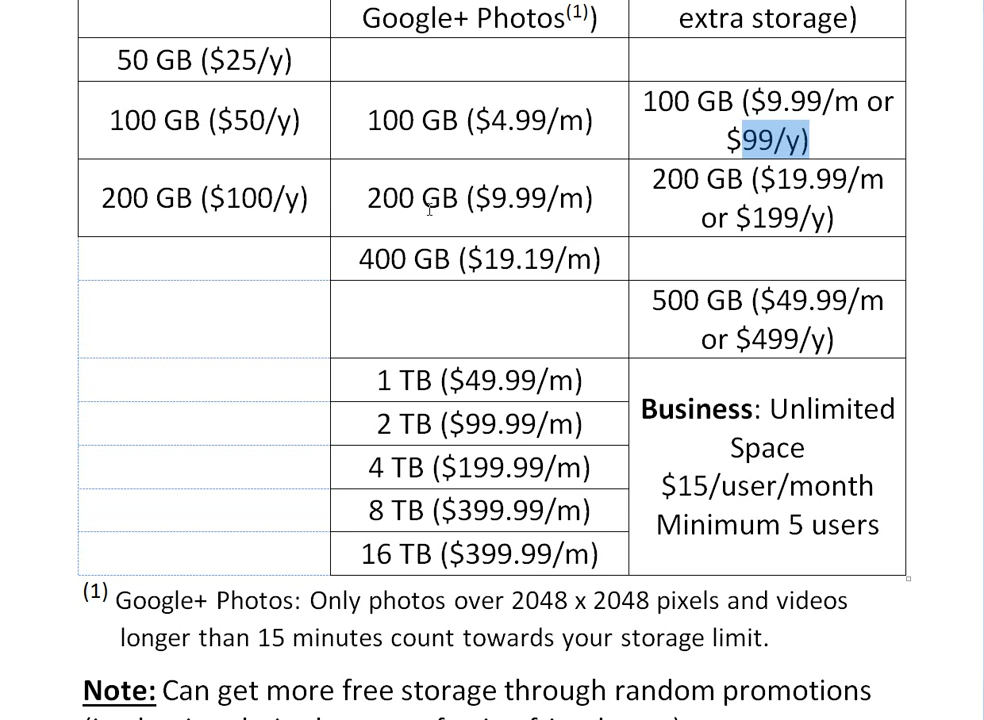 Google+ Photos(1))
extra storage)
50 GB ($25/y)
100 GB ($50/y)
100 GB ($4.99/m)
100 GB ($9.99/m or
$99/y)
200 GB ($100/y)
200 GB ($9.99/m)
200 GB ($19.99/m
or $199/y)
400 GB ($19.19/m)
500 GB ($49.99/m
or $499/y)
1 TB ($49.99/m)
2 TB ($99.99/m)
4 TB ($199.99/m)
8 TB ($399.99/m)
16 TB ($399.99/m)
Business: Unlimited
Space
$15/user/month
Minimum 5 users
(1) Google+ Photos: Only photos over 2048 x 2048 pixels and videos
longer than 15 minutes count towards your storage limit.
Note: Can get more free storage through random promotions